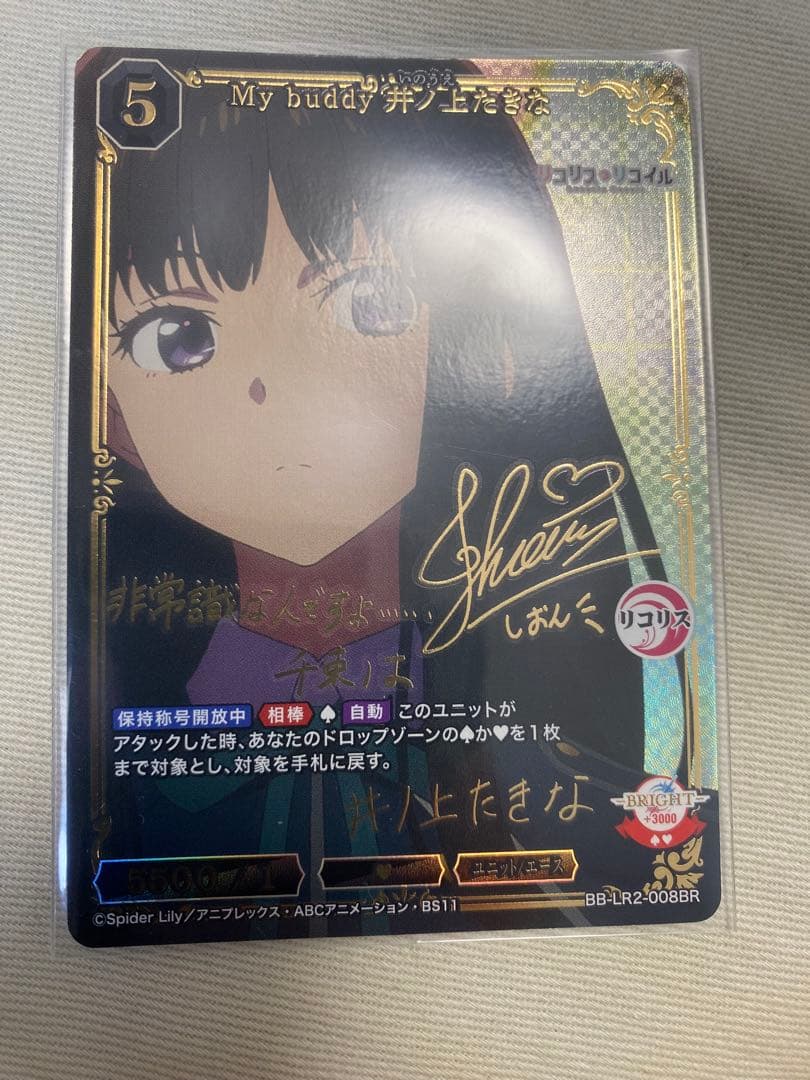 5
いのうえ
My buddy 井ノ上たきな
リコリス・リコイル
非常識なんですよ……
千束は
しおん
リコリス
保持称号開放中 相棒 ♠ 自動 このユニットが
アタックした時、あなたのドロップゾーンの♠か♥を1枚
まで対象とし、対象を手札に戻す。
井ノ上たきな
BRIGHT
+3000
♠♥
5500 / 1
♥
ユニット/エース
©Spider Lily/アニプレックス・ABCアニメーション・BS11
BB-LR2-008BR